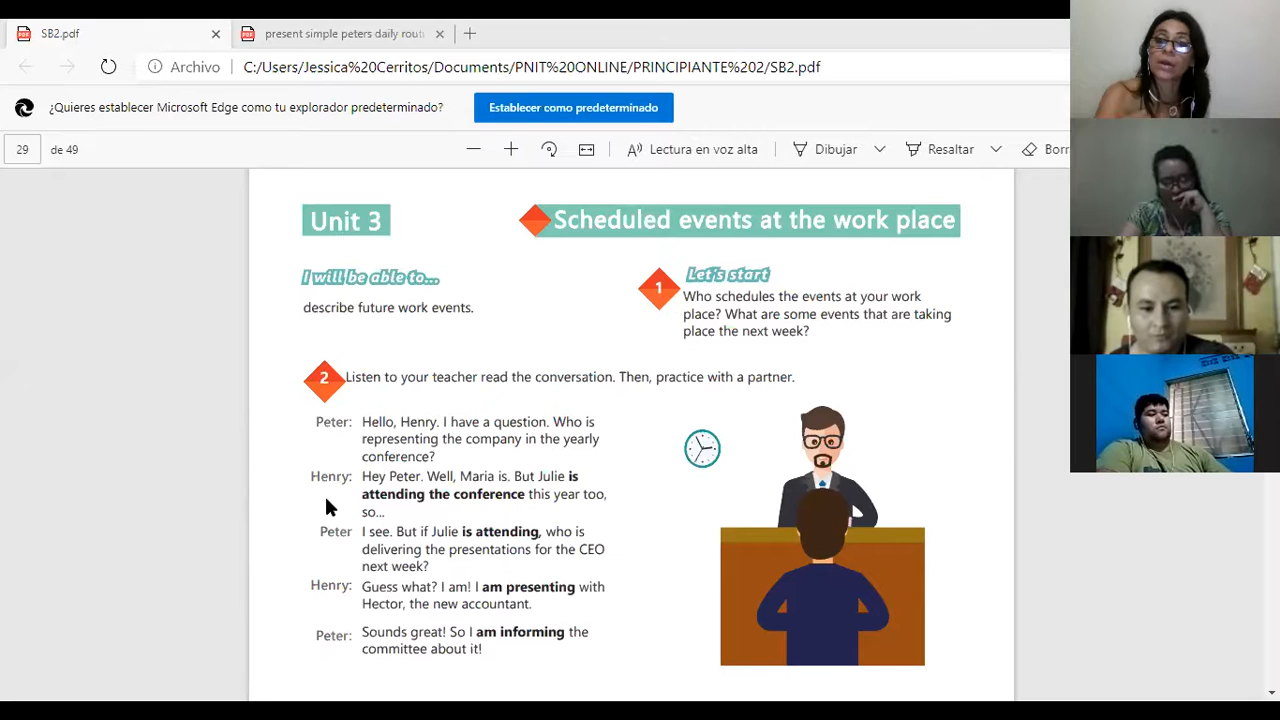 SB2.pdf
present simple peters daily rout
Archivo
C:/Users/Jessica%20Cerritos/Documents/PNIT%20ONLINE/PRINCIPIANTE%202/SB2.pdf
¿Quieres establecer Microsoft Edge como tu explorador predeterminado?
Establecer como predeterminado
29 de 49
Lectura en voz alta
Dibujar
Resaltar
Borr
Unit 3
Scheduled events at the work place
I will be able to...
describe future work events.
1
Let's start
Who schedules the events at your work
place? What are some events that are taking
place the next week?
2
Listen to your teacher read the conversation. Then, practice with a partner.
Peter: Hello, Henry. I have a question. Who is
representing the company in the yearly
conference?
Henry: Hey Peter. Well, Maria is. But Julie is
attending the conference this year too,
so...
Peter I see. But if Julie is attending, who is
delivering the presentations for the CEO
next week?
Henry: Guess what? I am! I am presenting with
Hector, the new accountant.
Peter: Sounds great! So I am informing the
committee about it!